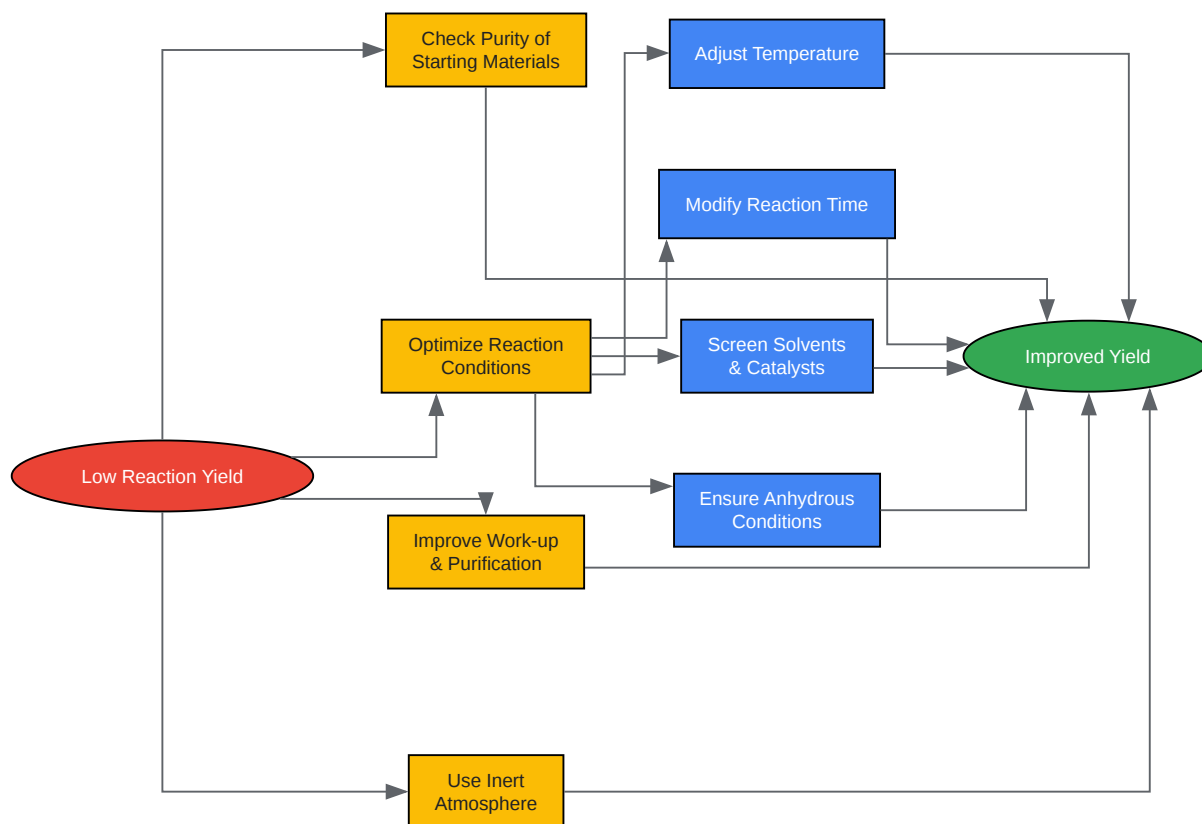 Check Purity of
Starting Materials
Adjust Temperature
Modify Reaction Time
Optimize Reaction
Conditions
Screen Solvents
& Catalysts
Improved Yield
Low Reaction Yield
Ensure Anhydrous
Conditions
Improve Work-up
& Purification
Use Inert
Atmosphere